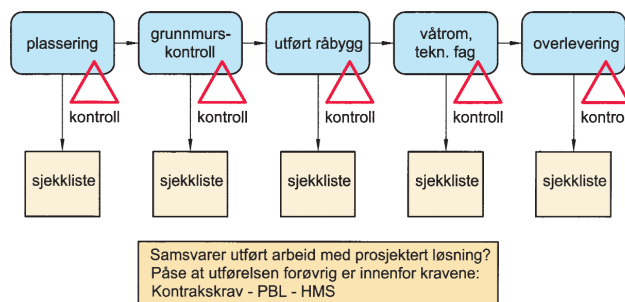 plassering
grunnmurs-
kontroll
utført råbygg
våtrom,
tekn. fag
overlevering
kontroll
kontroll
kontroll
kontroll
kontro
sjekkliste
sjekkliste
sjekkliste
sjekkliste
sjekkliste
Samsvarer utført arbeid med prosjektert løsning?
Påse at utførelsen forøvrig er innenfor kravene:
Kontrakskrav - PBL - HMS